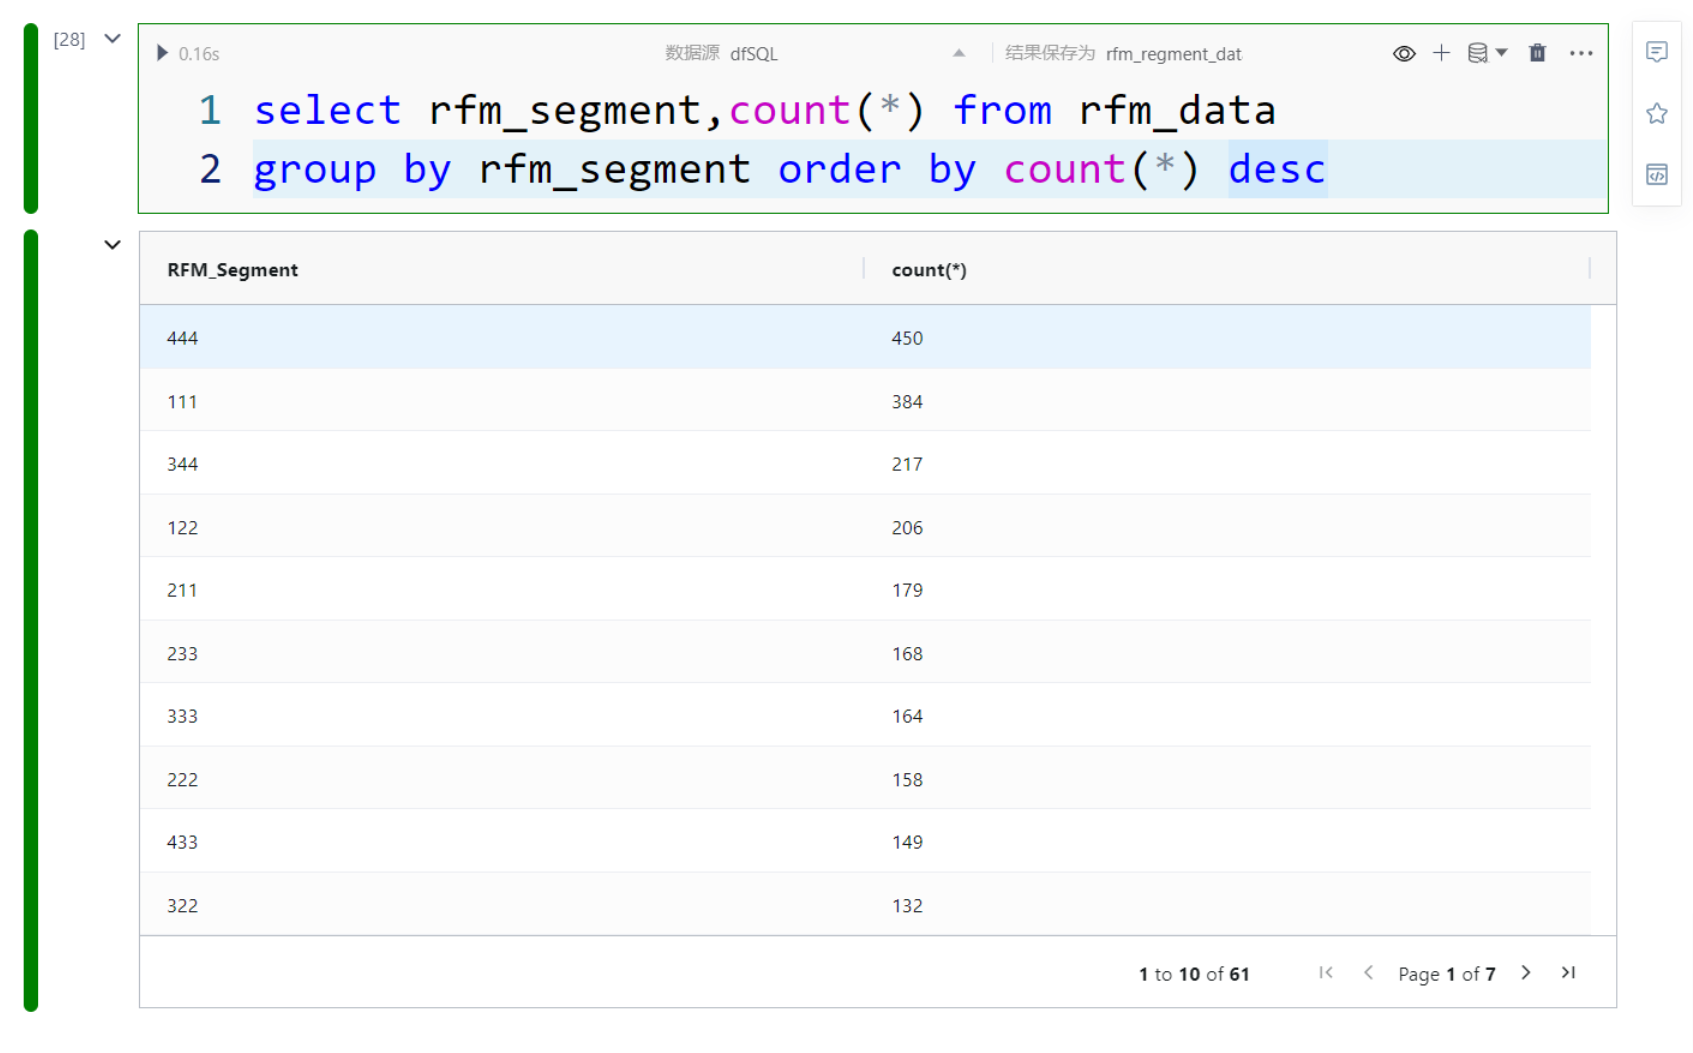 [28]
0.16s 数据源 dfSQL 结果保存为 rfm_regment_dat
1 select rfm_segment,count(*) from rfm_data
2 group by rfm_segment order by count(*) desc
RFM_Segment count(*)
444 450
111 384
344 217
122 206
211 179
233 168
333 164
222 158
433 149
322 132
1 to 10 of 61 Page 1 of 7